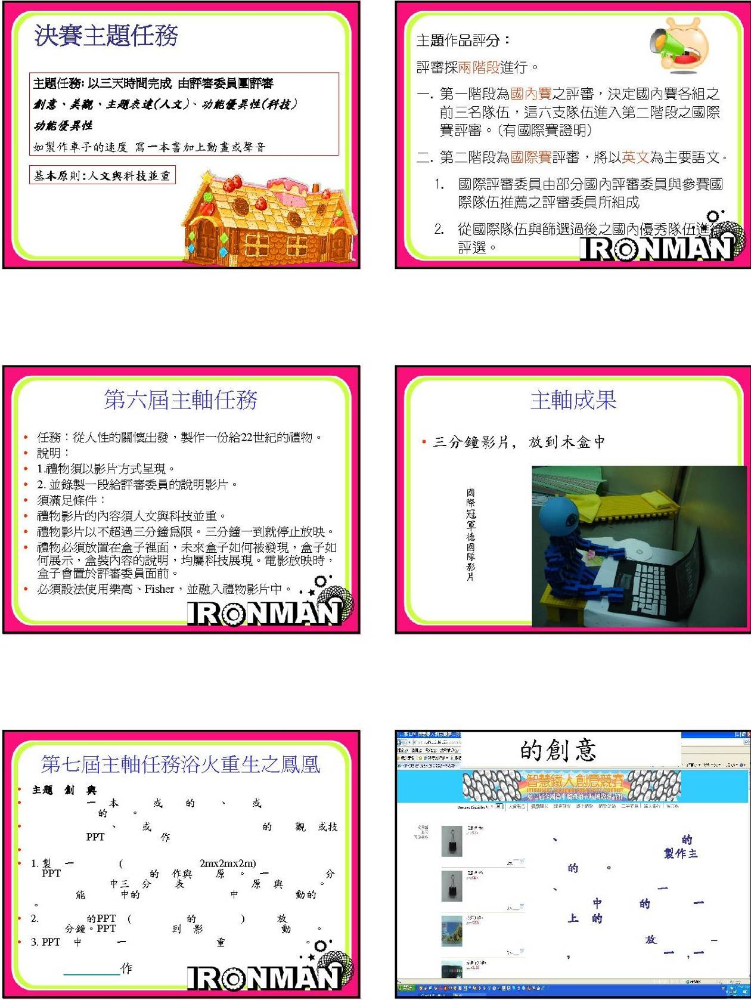 決賽主題任務
主題任務: 以三天時間完成 由評審委員團評審
創意、美觀、主題表達(人文)、功能優異性(科技)
功能優異性
如製作車子的速度 寫一本書加上動畫或聲音
基本原則:人文與科技並重
主題作品評分：
評審採兩階段進行。
一. 第一階段為國內賽之評審，決定國內賽各組之
前三名隊伍，這六支隊伍進入第二階段之國際
賽評審。(有國際賽證明)
二. 第二階段為國際賽評審，將以英文為主要語文。
1. 國際評審委員由部分國內評審委員與參賽國
際隊伍推薦之評審委員所組成
2. 從國際隊伍與篩選過後之國內優秀隊伍進行
評選。
IRONMAN
第六屆主軸任務
• 任務：從人性的關懷出發，製作一份給22世紀的禮物。
• 說明：
• 1.禮物須以影片方式呈現。
• 2. 並錄製一段給評審委員的說明影片。
• 須滿足條件：
• 禮物影片的內容須人文與科技並重。
• 禮物影片以不超過三分鐘為限。三分鐘一到就停止放映。
• 禮物必須放置在盒子裡面，未來盒子如何被發現，盒子如
何展示，盒裝內容的說明，均屬科技展現。電影放映時，
盒子會置於評審委員面前。
• 必須設法使用樂高、Fisher，並融入禮物影片中。
IRONMAN
主軸成果
• 三分鐘影片，放到木盒中
國際冠軍德國隊影片
第七屆主軸任務浴火重生之鳳凰
• 主題 創 與
• 一 本 或 的 、 或
的 。
• 、 或 的 觀 或技
PPT 作
•
• 1. 製 一 ( 2mx2mx2m)
PPT 的 作與 原 。 一 分
中三 分 表 原 與 。
能 中的 中 動的
。
• 2. 的PPT ( 的 ) 放
分鐘。PPT 到 影 動 。
• 3. PPT 中 一 重 。
作
IRONMAN
的創意
智慧鐵人創意競賽
INTELLIGENT IRONMAN CREATIVITY CONTEST
第七屆全國高中職暨第五屆國際邀請賽
、 的
製作主
的 。
、 一
中 的 一
上 的
放 一
， 一 ，一